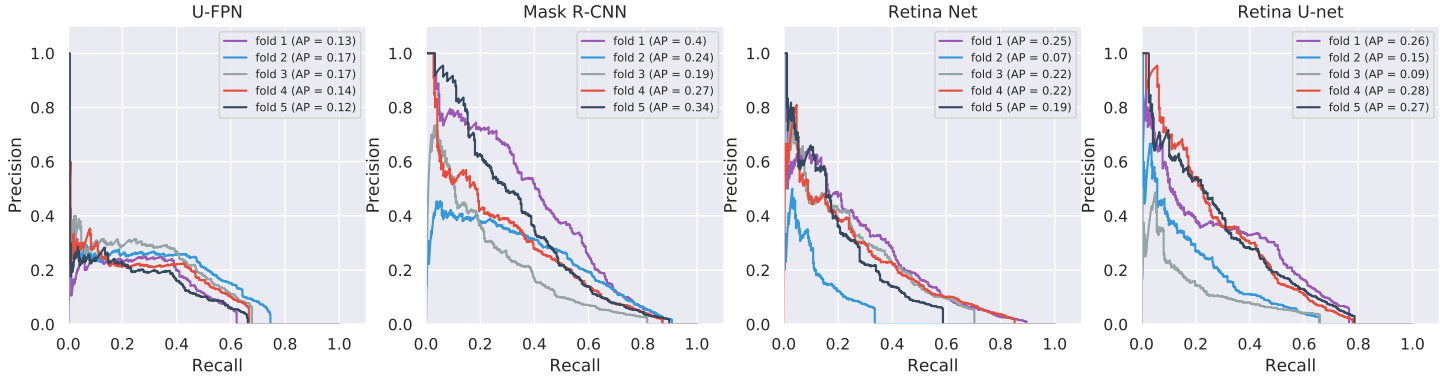 U-FPN
fold 1 (AP = 0.13)
fold 2 (AP = 0.17)
fold 3 (AP = 0.17)
fold 4 (AP = 0.14)
fold 5 (AP = 0.12)
1.0
0.8
0.6
0.4
0.2
0.0
Precision
0.0 0.2 0.4 0.6 0.8 1.0
Recall
Mask R-CNN
fold 1 (AP = 0.4)
fold 2 (AP = 0.24)
fold 3 (AP = 0.19)
fold 4 (AP = 0.27)
fold 5 (AP = 0.34)
1.0
0.8
0.6
0.4
0.2
0.0
Precision
0.0 0.2 0.4 0.6 0.8 1.0
Recall
Retina Net
fold 1 (AP = 0.25)
fold 2 (AP = 0.07)
fold 3 (AP = 0.22)
fold 4 (AP = 0.22)
fold 5 (AP = 0.19)
1.0
0.8
0.6
0.4
0.2
0.0
Precision
0.0 0.2 0.4 0.6 0.8 1.0
Recall
Retina U-net
fold 1 (AP = 0.26)
fold 2 (AP = 0.15)
fold 3 (AP = 0.09)
fold 4 (AP = 0.28)
fold 5 (AP = 0.27)
1.0
0.8
0.6
0.4
0.2
0.0
Precision
0.0 0.2 0.4 0.6 0.8 1.0
Recall